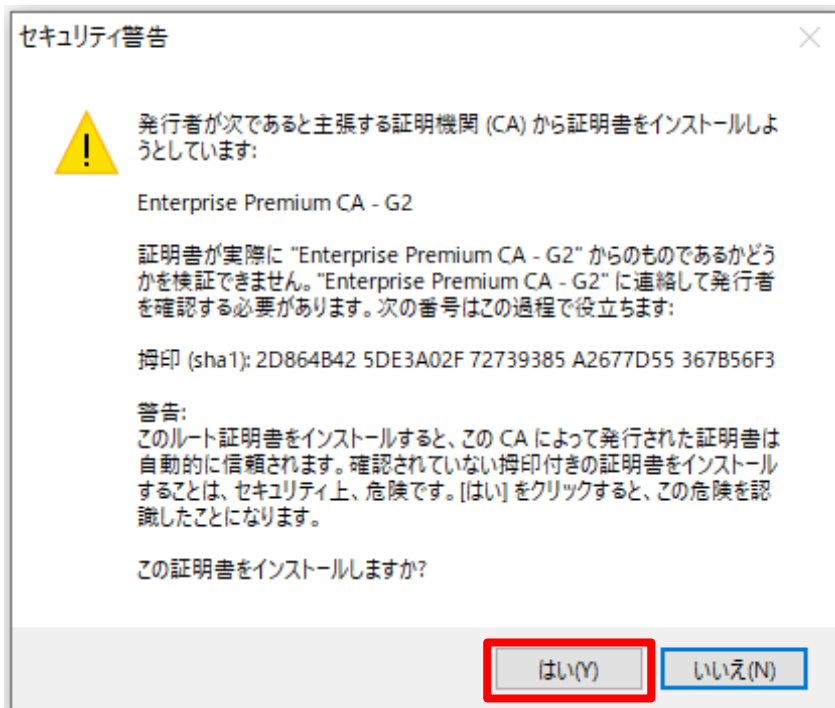 セキュリティ警告
発行者が次であると主張する証明機関 (CA) から証明書をインストールしよ
うとしています:
Enterprise Premium CA - G2
証明書が実際に "Enterprise Premium CA - G2" からのものであるかどう
かを検証できません。"Enterprise Premium CA - G2" に連絡して発行者
を確認する必要があります。次の番号はこの過程で役立ちます:
拇印 (sha1): 2D864B42 5DE3A02F 72739385 A2677D55 367B56F3
警告:
このルート証明書をインストールすると、この CA によって発行された証明書は
自動的に信頼されます。確認されていない拇印付きの証明書をインストール
することは、セキュリティ上、危険です。[はい] をクリックすると、この危険を認
識したことになります。
この証明書をインストールしますか?
はい(Y)
いいえ(N)